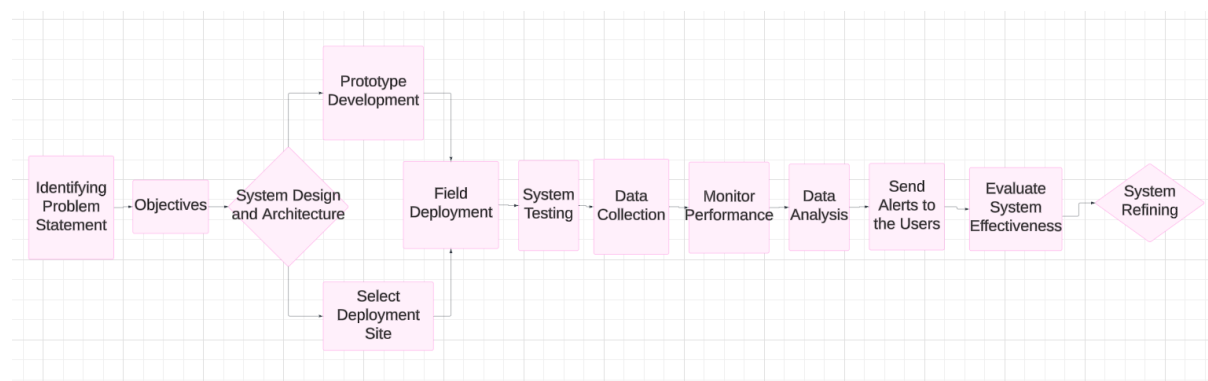 Identifying
Problem
Statement
Objectives
System Design
and Architecture
Prototype
Development
Select
Deployment
Site
Field
Deployment
System
Testing
Data
Collection
Monitor
Performance
Data
Analysis
Send
Alerts to
the Users
Evaluate
System
Effectiveness
System
Refining